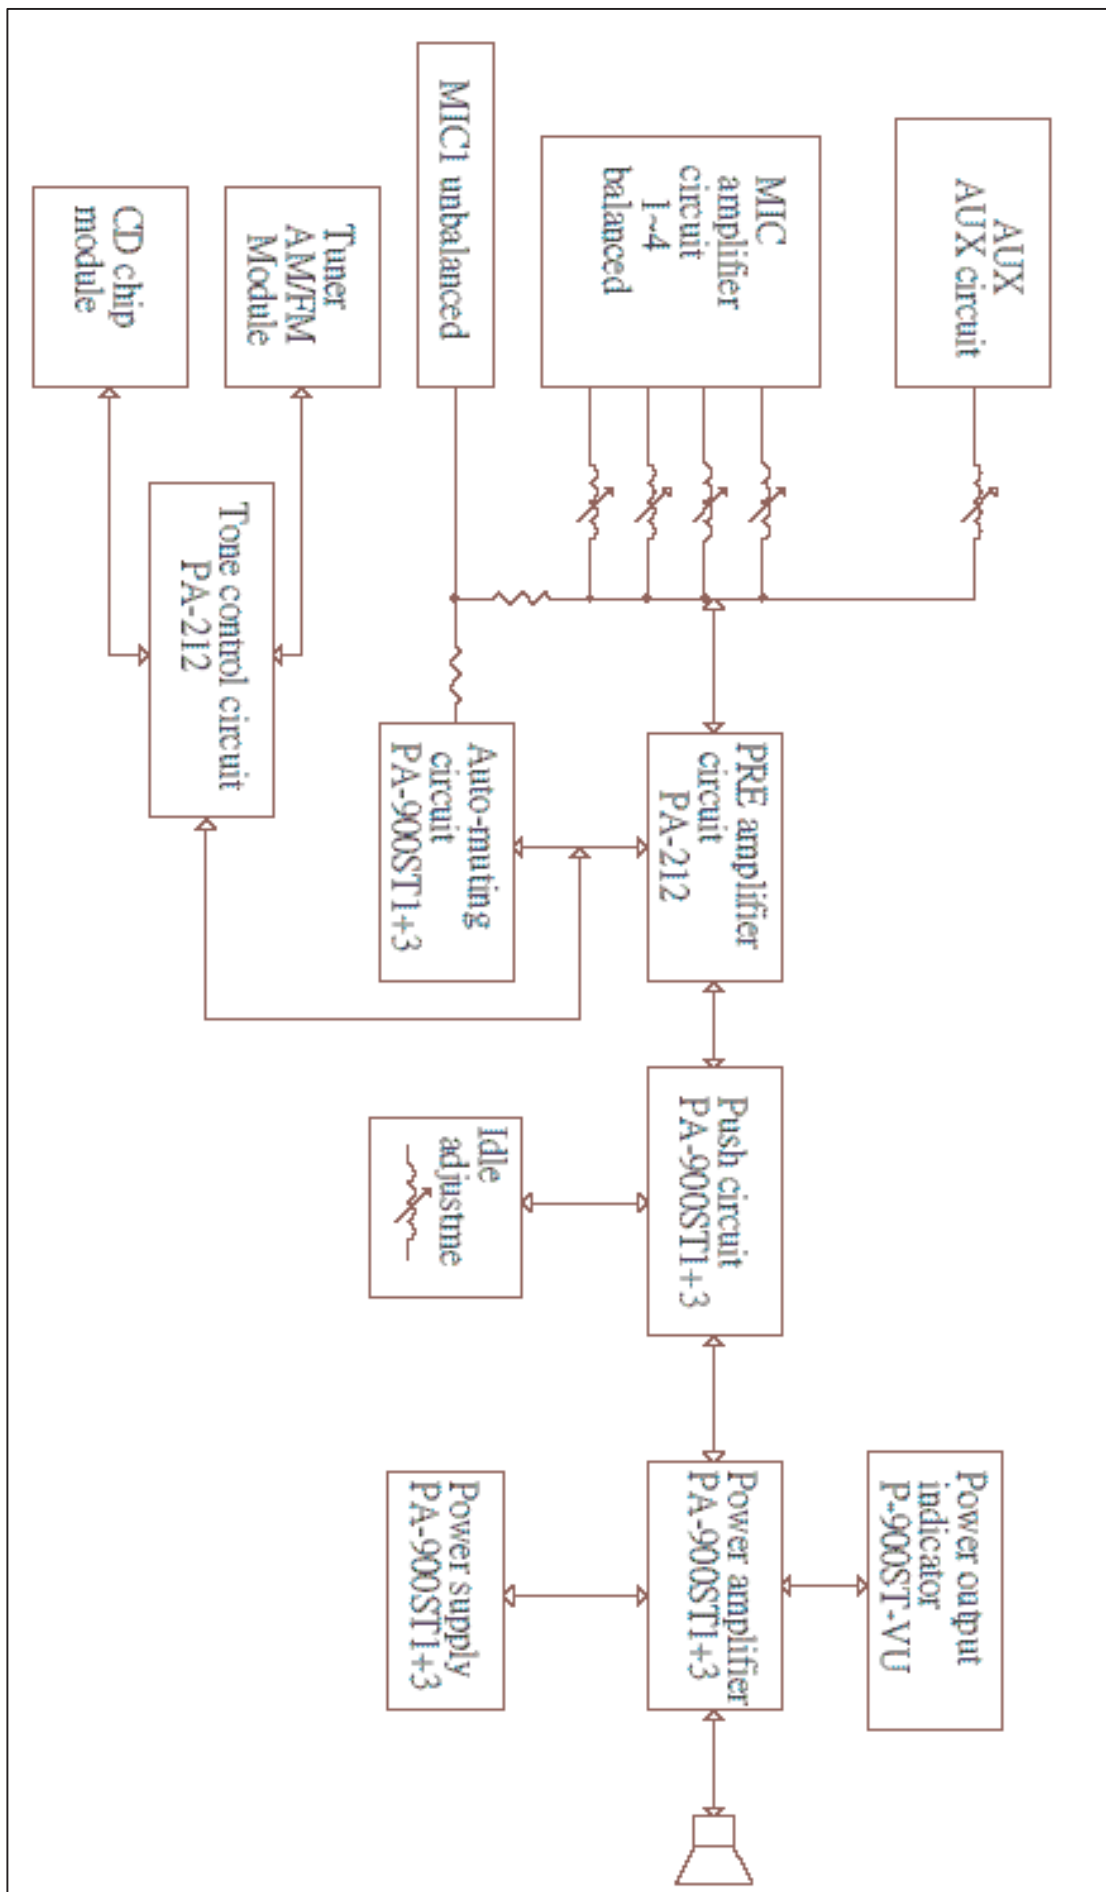 AUX
AUX circuit
MIC
amplifier
circuit
1~4
balanced
MIC1 unbalanced
Tuner
AM/FM
Module
CD chip
module
Tone control circuit
PA-212
PRE amplifier
circuit
PA-212
Auto-muting
circuit
PA-900ST1+3
Push circuit
PA-900ST1+3
Idle
adjustme
Power output
indicator
P-900ST-VU
Power amplifier
PA-900ST1+3
Power supply
PA-900ST1+3